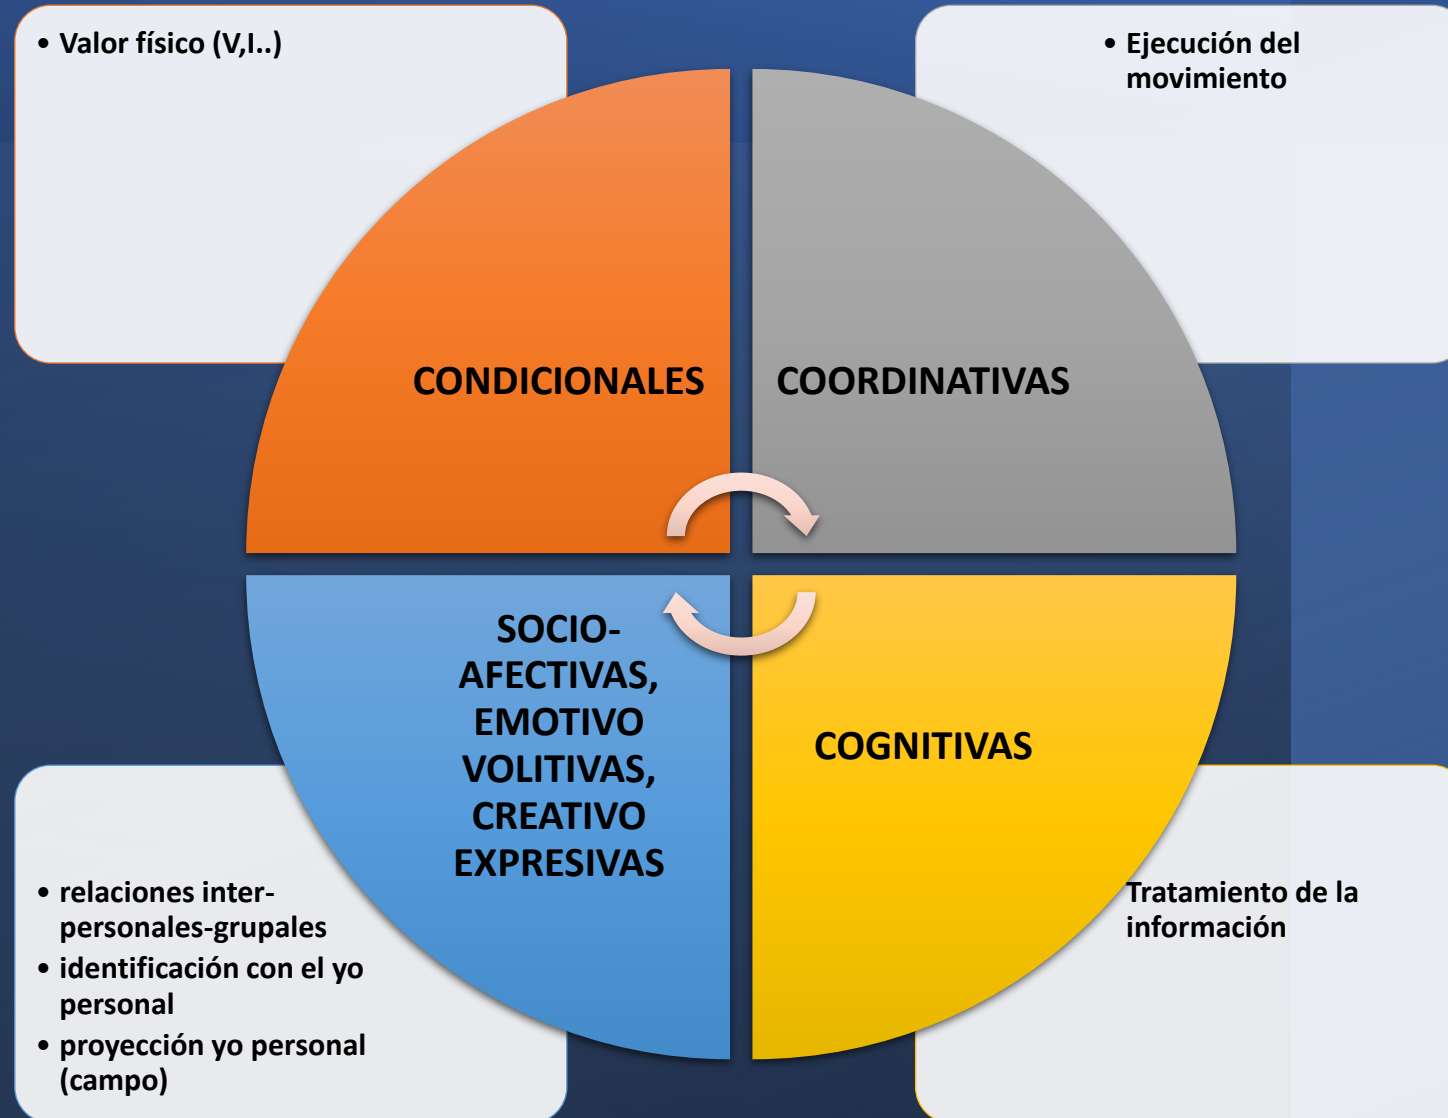 • Valor físico (V,I..)
• Ejecución del
movimiento
CONDICIONALES
COORDINATIVAS
SOCIO-
AFECTIVAS,
EMOTIVO
VOLITIVAS,
CREATIVO
EXPRESIVAS
COGNITIVAS
• relaciones inter-
personales-grupales
• identificación con el yo
personal
• proyección yo personal
(campo)
Tratamiento de la
información